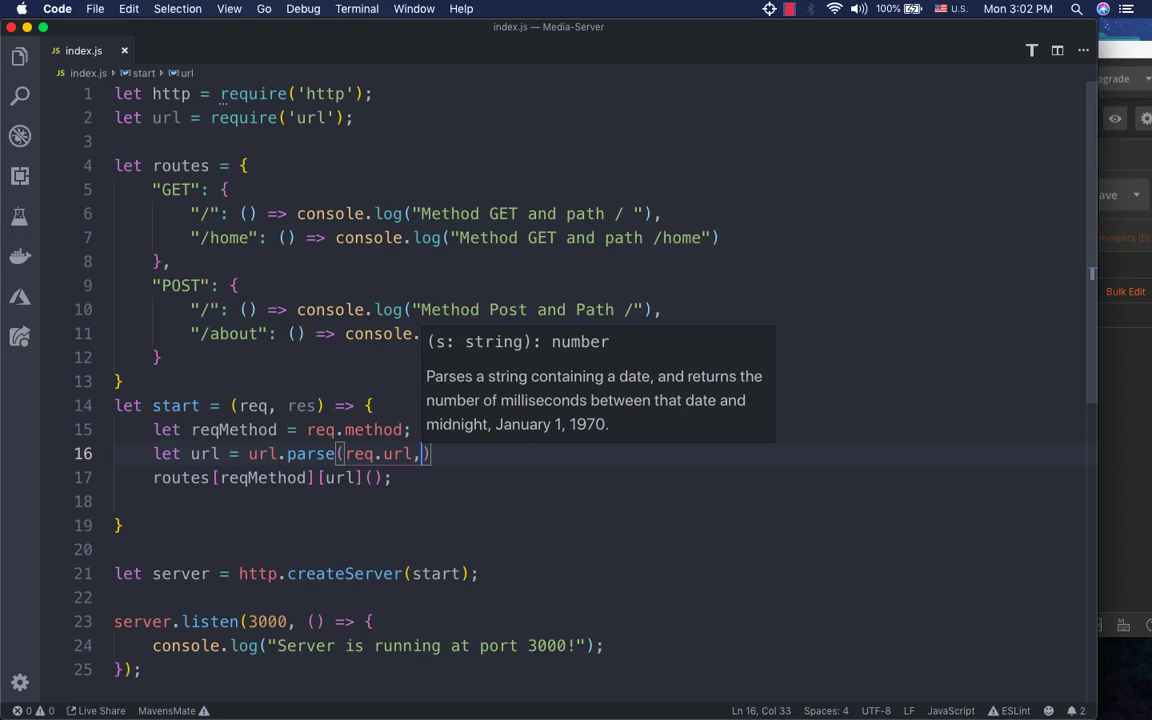 Code File Edit Selection View Go Debug Terminal Window Help 100% U.S. Mon 3:02 PM
index.js — Media-Server
JS index.js ×
JS index.js › start › url
1 let http = require('http');
2 let url = require('url');
3
4 let routes = {
5 "GET": {
6 "/": () => console.log("Method GET and path / "),
7 "/home": () => console.log("Method GET and path /home")
8 },
9 "POST": {
10 "/": () => console.log("Method Post and Path /"),
11 "/about": () => console.
12 }
13 }
14 let start = (req, res) => {
15 let reqMethod = req.method;
16 let url = url.parse(req.url,)
17 routes[reqMethod][url]();
18
19 }
20
21 let server = http.createServer(start);
22
23 server.listen(3000, () => {
24 console.log("Server is running at port 3000!");
25 });
(s: string): number
Parses a string containing a date, and returns the
number of milliseconds between that date and
midnight, January 1, 1970.
pgrade
ave
mments (0)
Bulk Edit
0 0 Live Share MavensMate Ln 16, Col 33 Spaces: 4 UTF-8 LF JavaScript ESLint 2